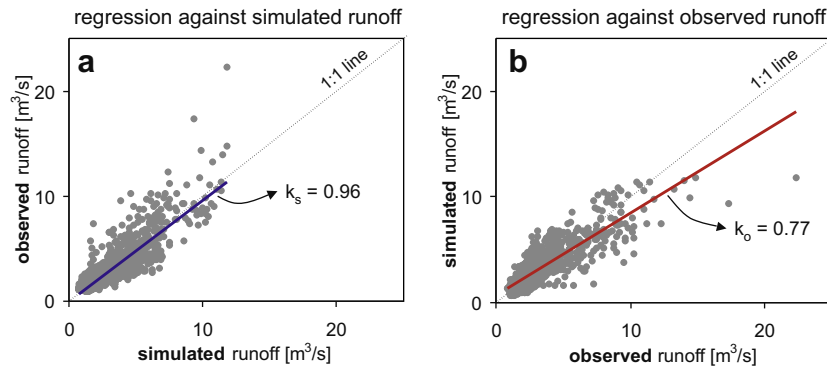 regression against simulated runoff
a
1:1 line
k_s = 0.96
observed runoff [m³/s]
20
10
0
0 10 20
simulated runoff [m³/s]
regression against observed runoff
b
1:1 line
k_o = 0.77
simulated runoff [m³/s]
20
10
0
0 10 20
observed runoff [m³/s]